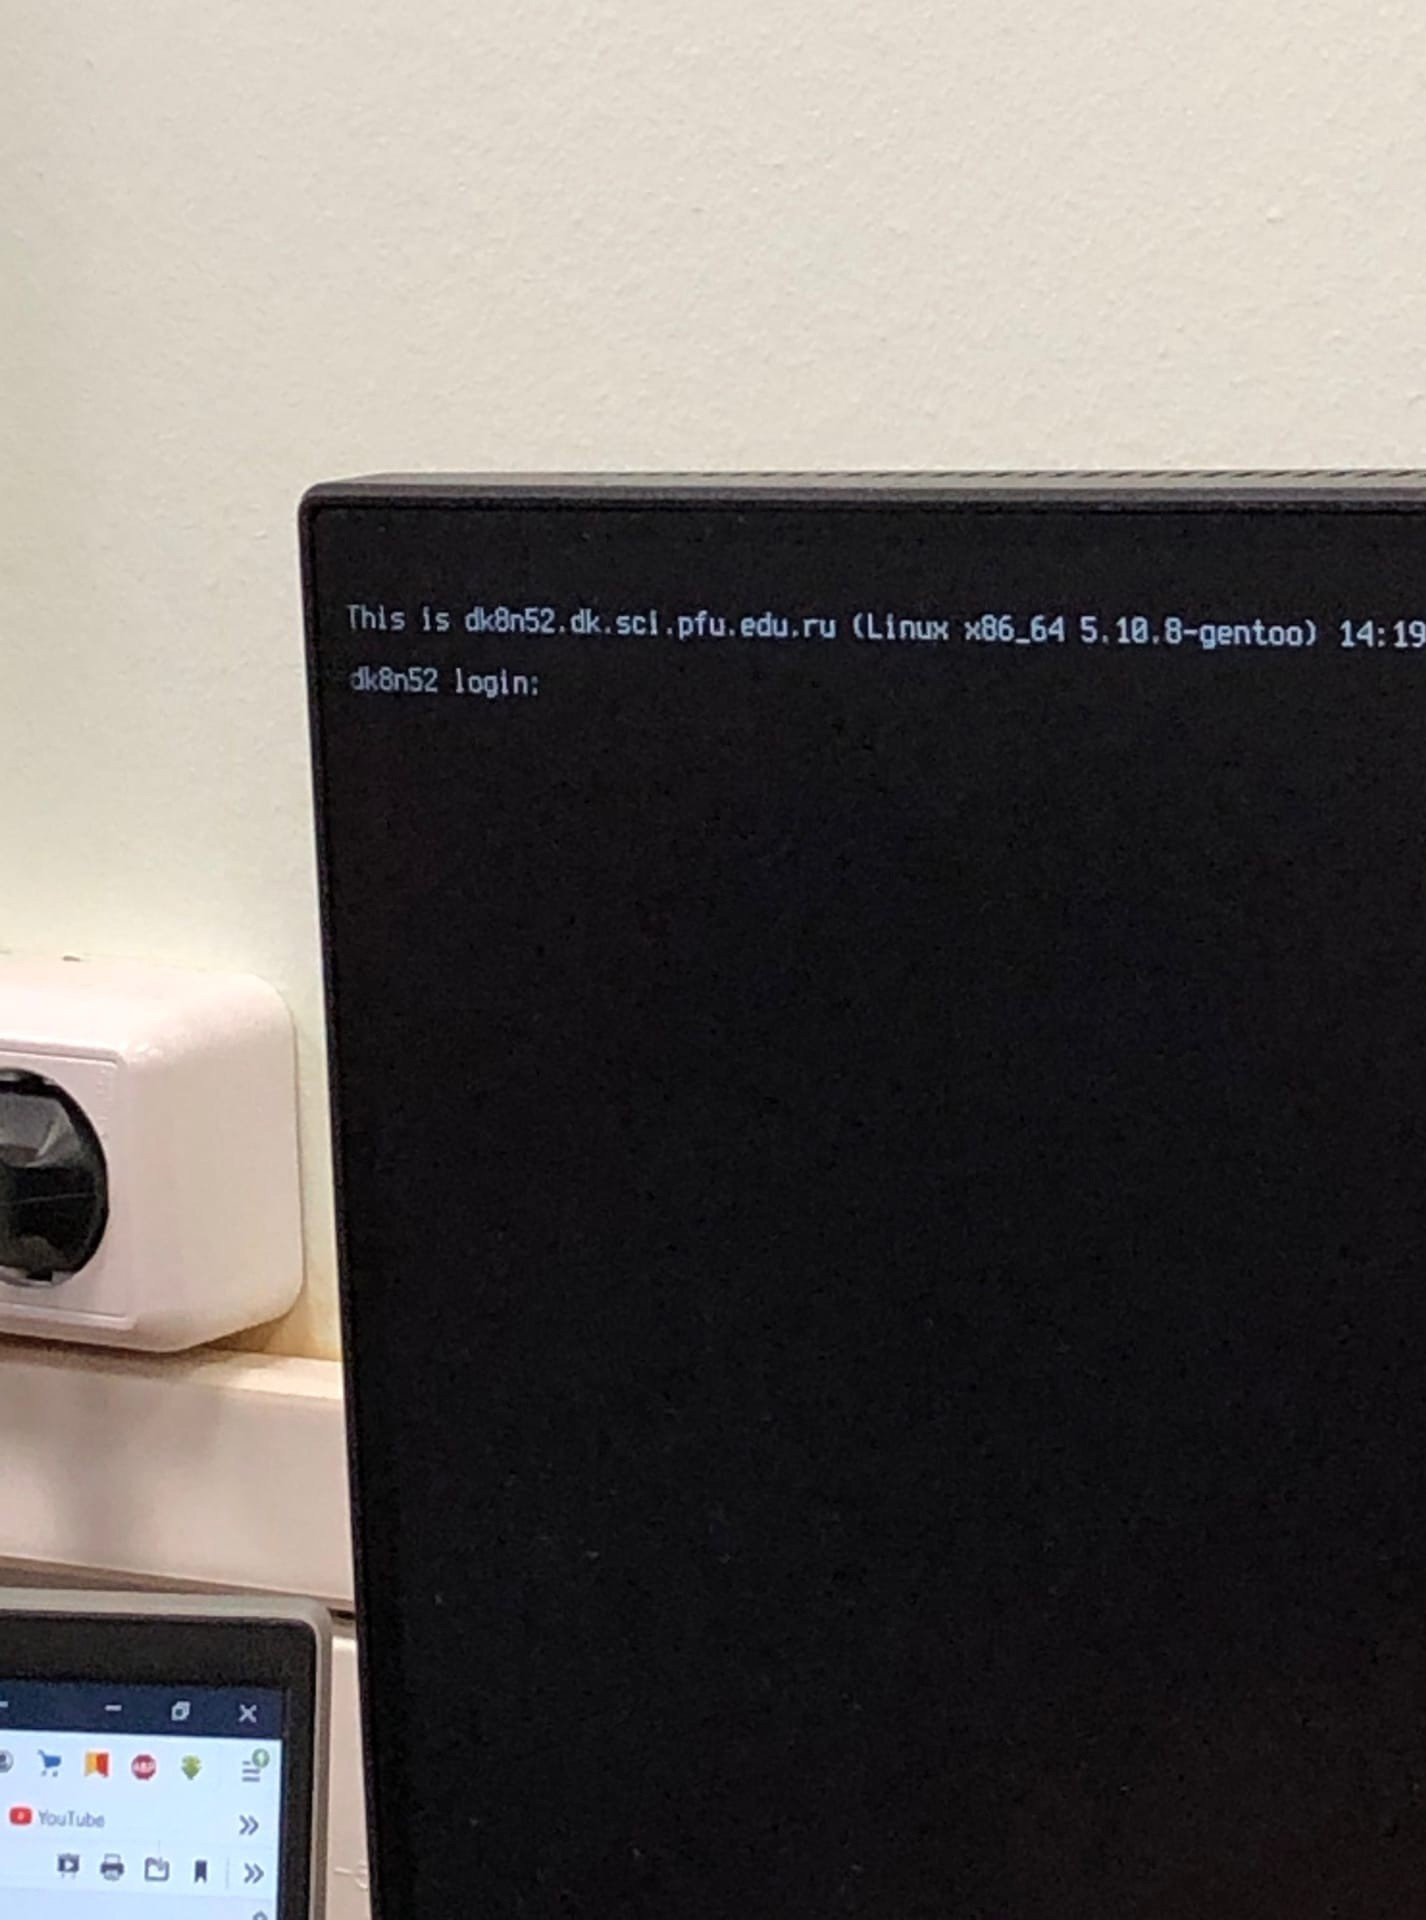 This is dk8n52.dk.sci.pfu.edu.ru (Linux x86_64 5.10.8-gentoo) 14:19
dk8n52 login:
ABP
YouTube